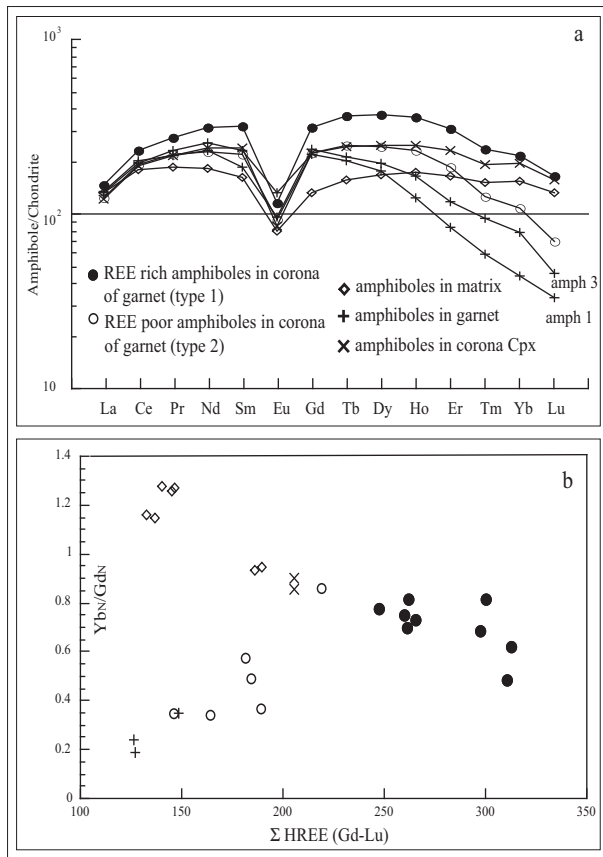 a
10³
10²
10
Amphibole/Chondrite
REE rich amphiboles in corona
of garnet (type 1)
REE poor amphiboles in corona
of garnet (type 2)
amphiboles in matrix
amphiboles in garnet
amphiboles in corona Cpx
amph 3
amph 1
La Ce Pr Nd Sm Eu Gd Tb Dy Ho Er Tm Yb Lu
b
1.4
1.2
1
0.8
0.6
0.4
0.2
0
YbN/GdN
100 150 200 250 300 350
Σ HREE (Gd-Lu)